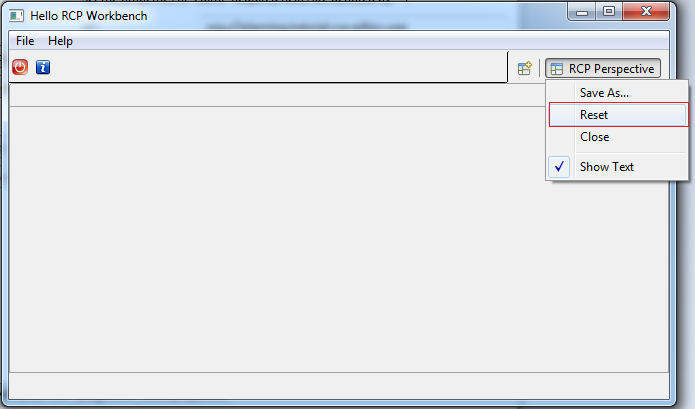 Hello RCP Workbench
File Help
RCP Perspective
Save As...
Reset
Close
Show Text